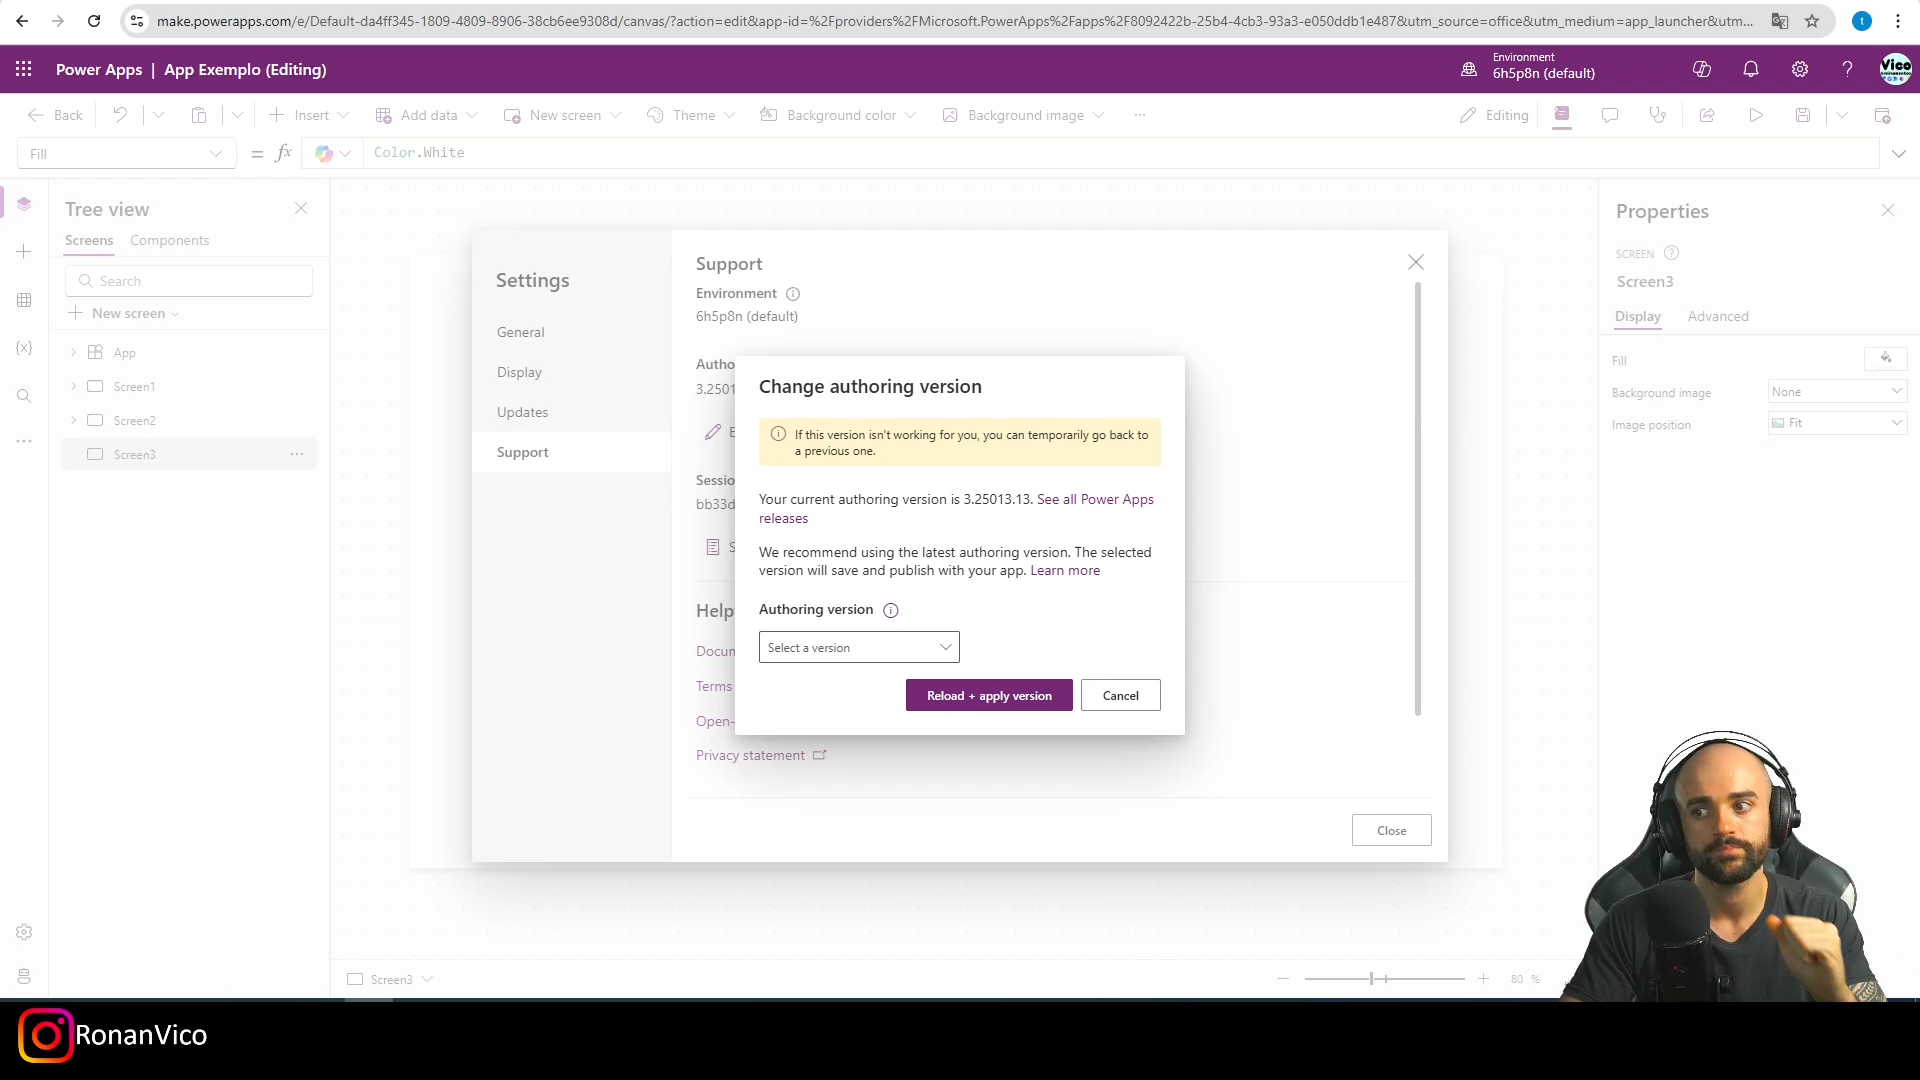 make.powerapps.com/e/Default-da4ff345-1809-4809-8906-38cb6ee9308d/canvas/?action=edit&app-id=%2Fproviders%2FMicrosoft.PowerApps%2Fapps%2F8092422b-25b4-4cb3-93a3-e050ddb1e487&utm_source=office&utm_medium=app_launcher&utm...
t
Power Apps | App Exemplo (Editing)
Environment
6h5p8n (default)
Vico
Back
Insert
Add data
New screen
Theme
Background color
Background image
...
Editing
Fill
= fx
Color.White
Tree view
Screens
Components
Search
New screen
App
Screen1
Screen2
Screen3
Settings
General
Display
Updates
Support
Support
Environment
6h5p8n (default)
Autho
3.2501
E
Sessio
bb33d
S
Help
Docum
Terms
Open-
Privacy statement
Close
Change authoring version
If this version isn't working for you, you can temporarily go back to
a previous one.
Your current authoring version is 3.25013.13. See all Power Apps
releases
We recommend using the latest authoring version. The selected
version will save and publish with your app. Learn more
Authoring version
Select a version
Reload + apply version
Cancel
Properties
SCREEN
Screen3
Display
Advanced
Fill
Background image
None
Image position
Fit
Screen3
80 %
RonanVico